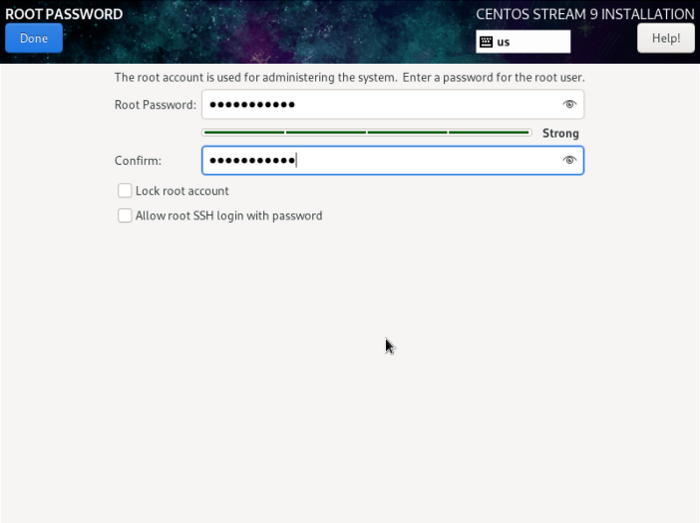 ROOT PASSWORD
CENTOS STREAM 9 INSTALLATION
Done
us
Help!
The root account is used for administering the system. Enter a password for the root user.
Root Password: ●●●●●●●●●●●
Strong
Confirm: ●●●●●●●●●●●
Lock root account
Allow root SSH login with password